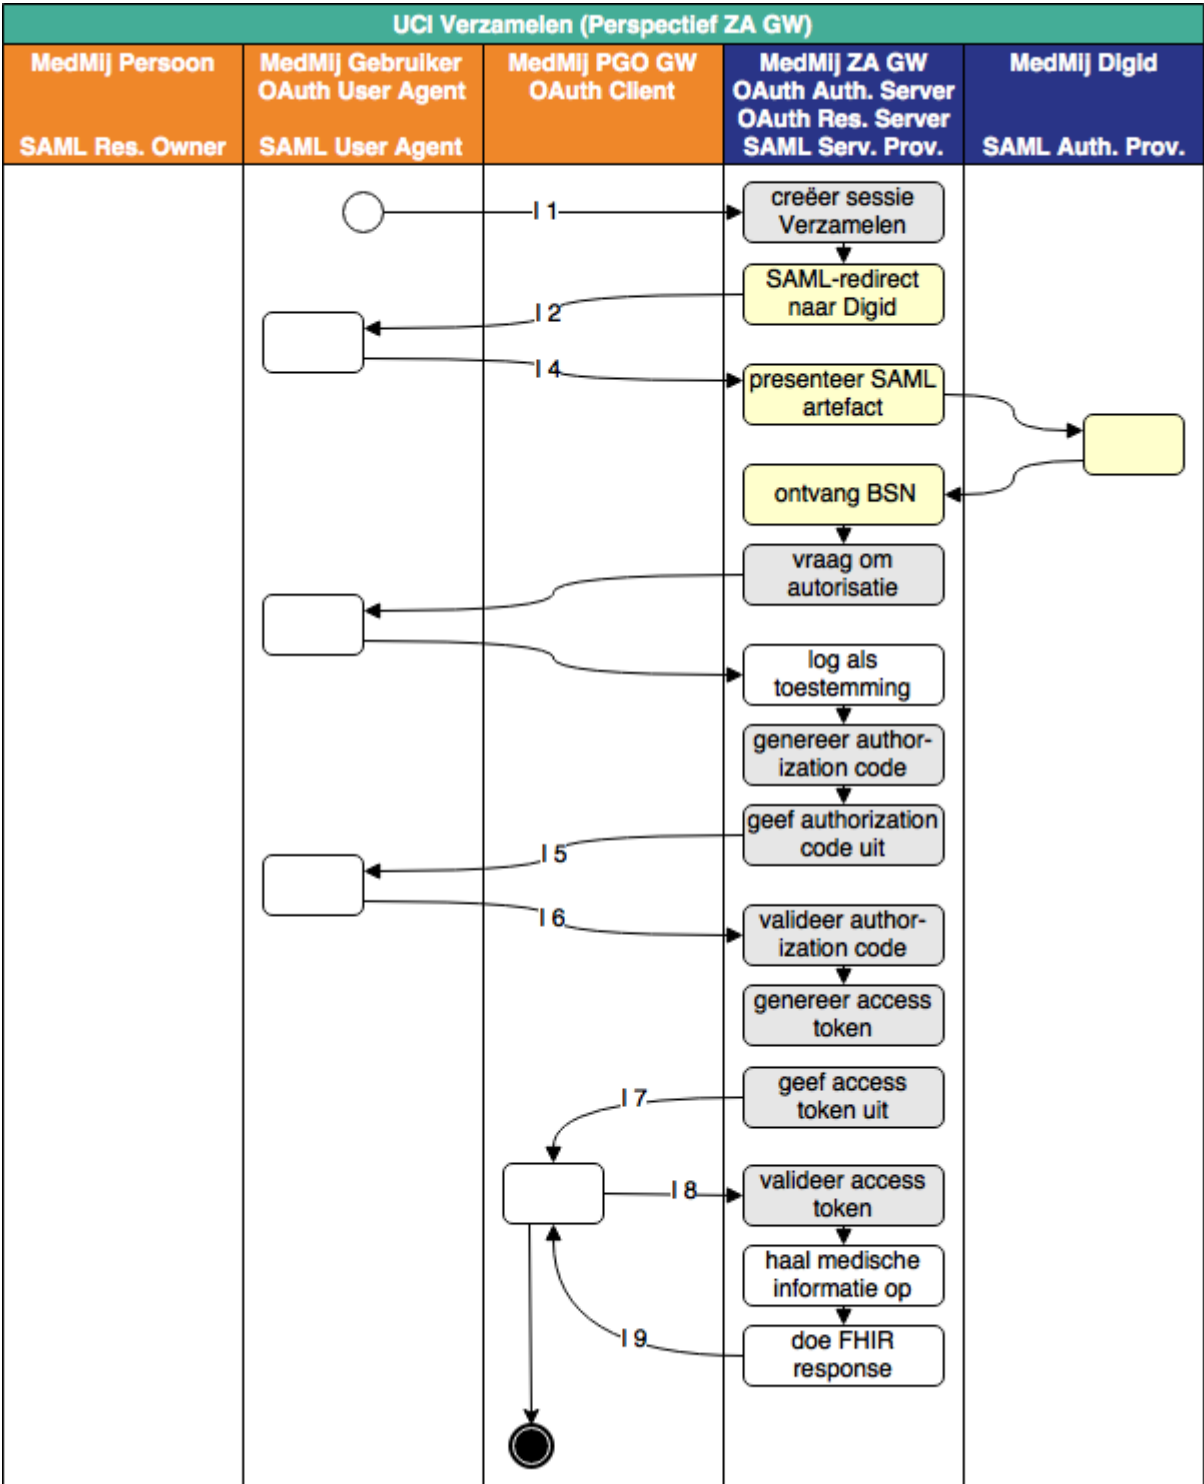 UCI Verzamelen (Perspectief ZA GW)
MedMij Persoon
SAML Res. Owner
MedMij Gebruiker
OAuth User Agent
SAML User Agent
MedMij PGO GW
OAuth Client
MedMij ZA GW
OAuth Auth. Server
OAuth Res. Server
SAML Serv. Prov.
MedMij Digid
SAML Auth. Prov.
I 1
creëer sessie
Verzamelen
SAML-redirect
naar Digid
I 2
I 4
presenteer SAML
artefact
ontvang BSN
vraag om
autorisatie
log als
toestemming
genereer author-
ization code
geef authorization
code uit
I 5
I 6
valideer author-
ization code
genereer access
token
geef access
token uit
I 7
I 8
valideer access
token
haal medische
informatie op
I 9
doe FHIR
response